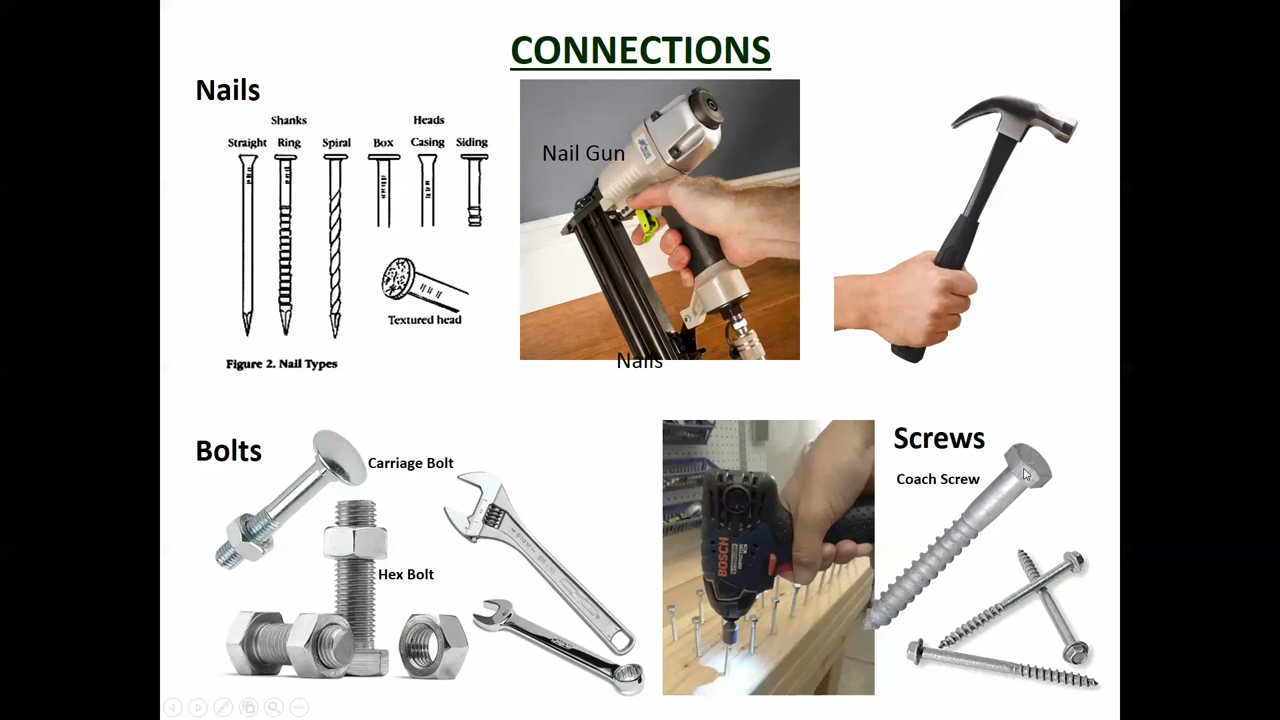 CONNECTIONS
Nails
Shanks
Heads
Straight Ring Spiral Box Casing Siding
Textured head
Figure 2. Nail Types
Nail Gun
Nails
Bolts
Carriage Bolt
Hex Bolt
BOSCH
Screws
Coach Screw